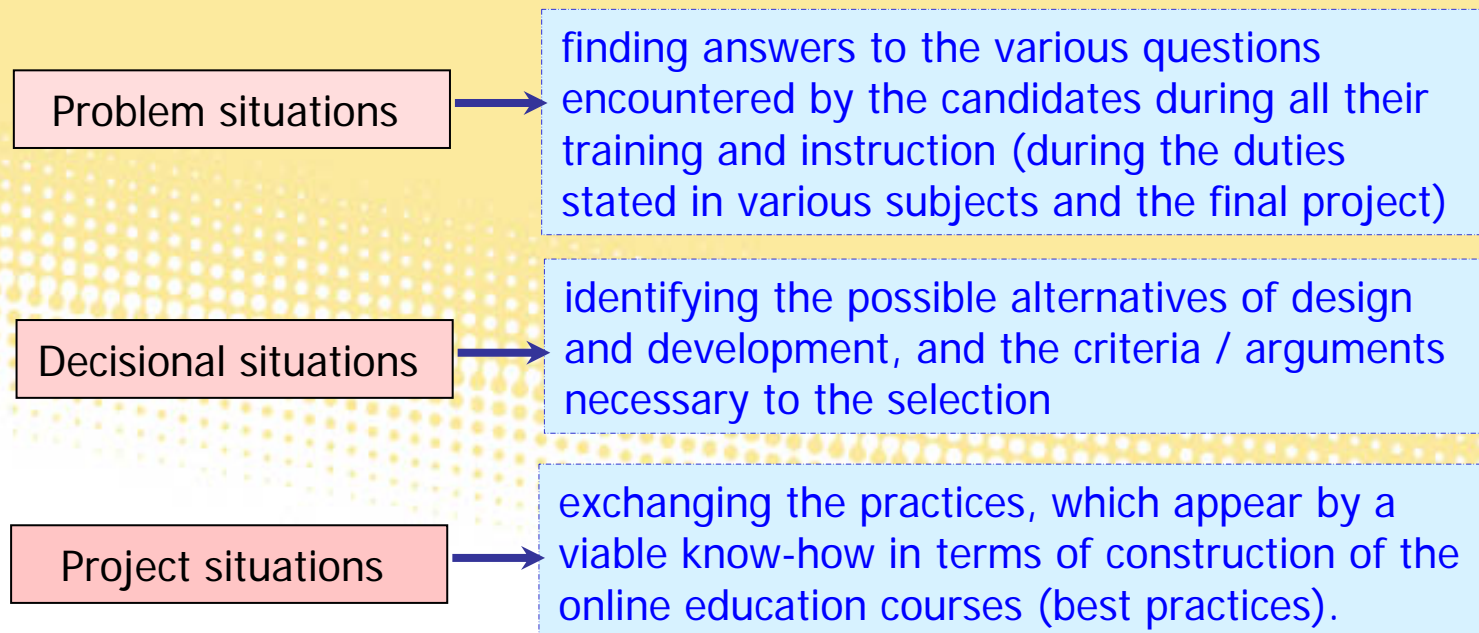 Problem situations
finding answers to the various questions
encountered by the candidates during all their
training and instruction (during the duties
stated in various subjects and the final project)
Decisional situations
identifying the possible alternatives of design
and development, and the criteria / arguments
necessary to the selection
Project situations
exchanging the practices, which appear by a
viable know-how in terms of construction of the
online education courses (best practices).